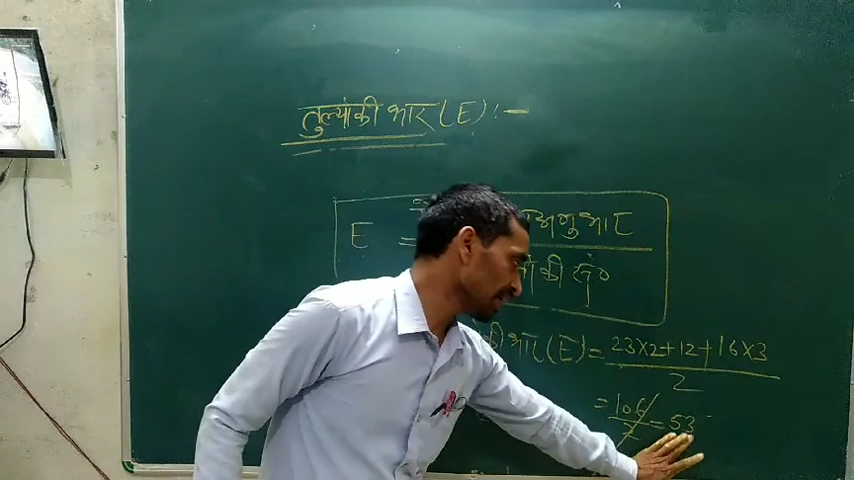 तुल्यांकी भार (E) :-
E = अणुभार
की सं०
की भार (E) = 23×2+12+16×3
2
= 106
2 = 53